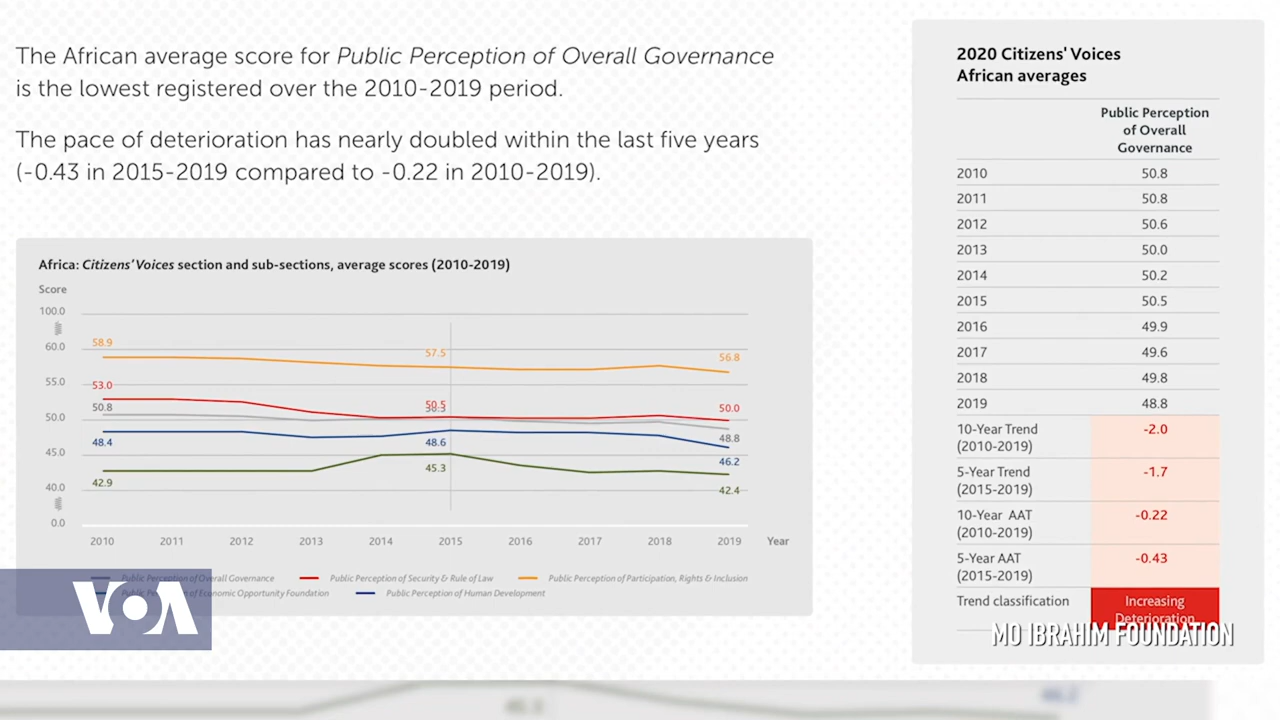 The African average score for Public Perception of Overall Governance
is the lowest registered over the 2010-2019 period.
The pace of deterioration has nearly doubled within the last five years
(-0.43 in 2015-2019 compared to -0.22 in 2010-2019).
Africa: Citizens' Voices section and sub-sections, average scores (2010-2019)
Score
100.0
60.0
55.0
50.0
45.0
40.0
0.0
58.9
57.5
56.8
53.0
50.5
50.0
50.8
48.8
48.4
48.6
46.2
42.9
45.3
42.4
2010 2011 2012 2013 2014 2015 2016 2017 2018 2019 Year
Public Perception of Overall Governance Public Perception of Security & Rule of Law Public Perception of Participation, Rights & Inclusion
of Economic Opportunity Foundation Public Perception of Human Development
VOA
2020 Citizens' Voices
African averages
Public Perception
of Overall
Governance
2010 50.8
2011 50.8
2012 50.6
2013 50.0
2014 50.2
2015 50.5
2016 49.9
2017 49.6
2018 49.8
2019 48.8
10-Year Trend -2.0
(2010-2019)
5-Year Trend -1.7
(2015-2019)
10-Year AAT -0.22
(2010-2019)
5-Year AAT -0.43
(2015-2019)
Trend classification Increasing
Deterioration
MO IBRAHIM FOUNDATION